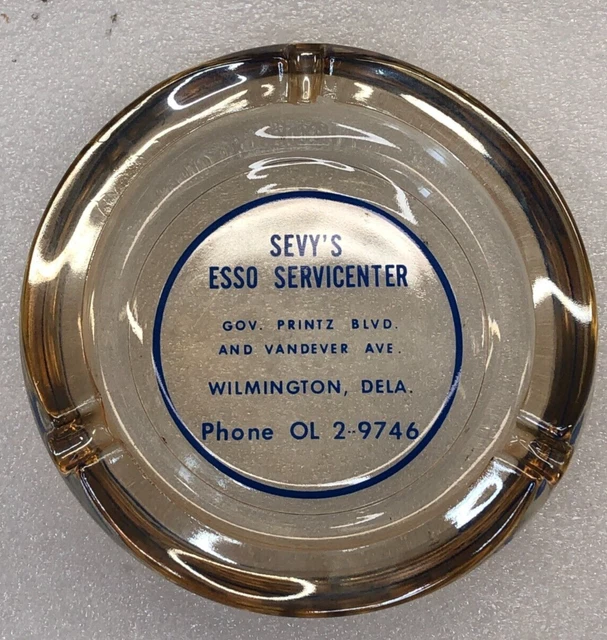 SEVY'S
ESSO SERVICENTER
GOV. PRINTZ BLVD.
AND VANDEVER AVE.
WILMINGTON, DELA.
Phone OL 2-9746